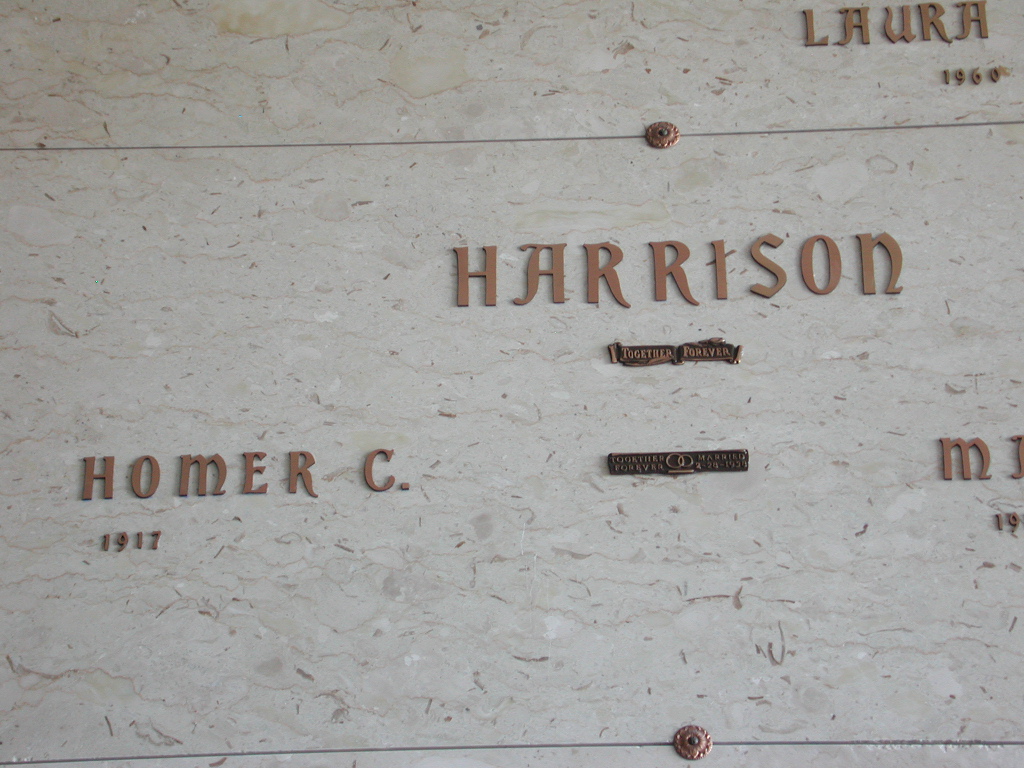 LAURA
1960
HARRISON
TOGETHER FOREVER
HOMER C.
TOGETHER FOREVER
MARRIED
1917